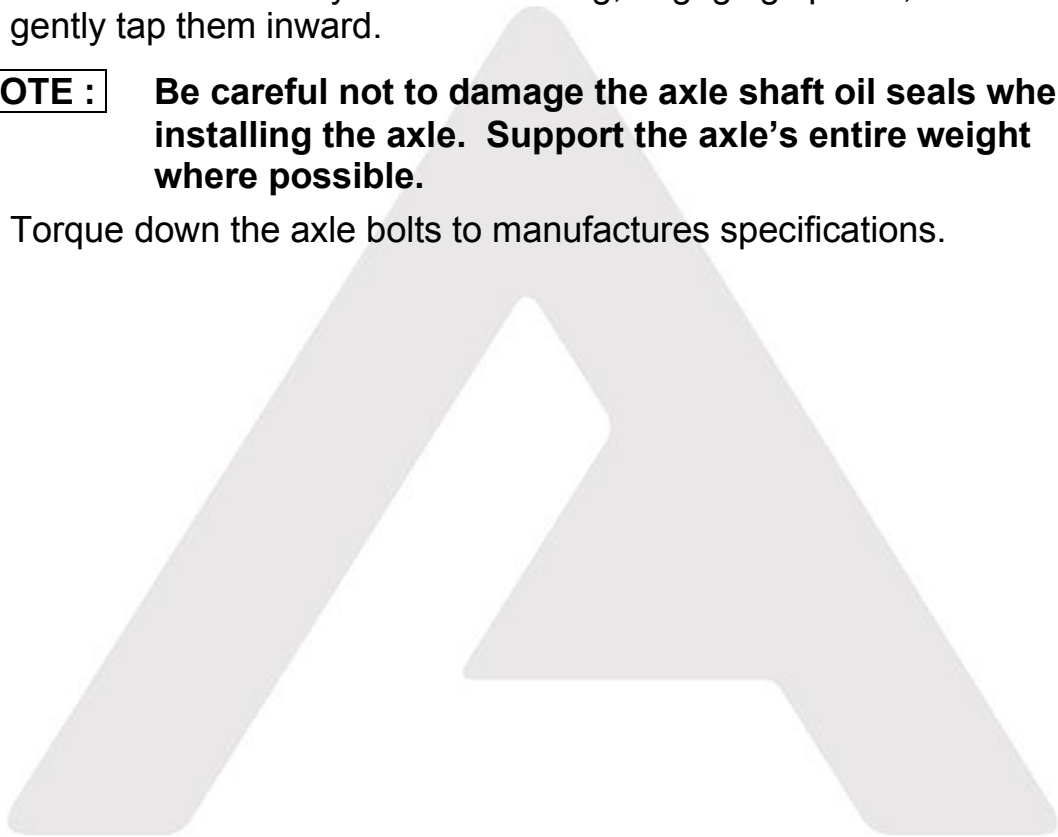 gently tap them inward.
OTE : Be careful not to damage the axle shaft oil seals whe
installing the axle. Support the axle's entire weight
where possible.
Torque down the axle bolts to manufactures specifications.